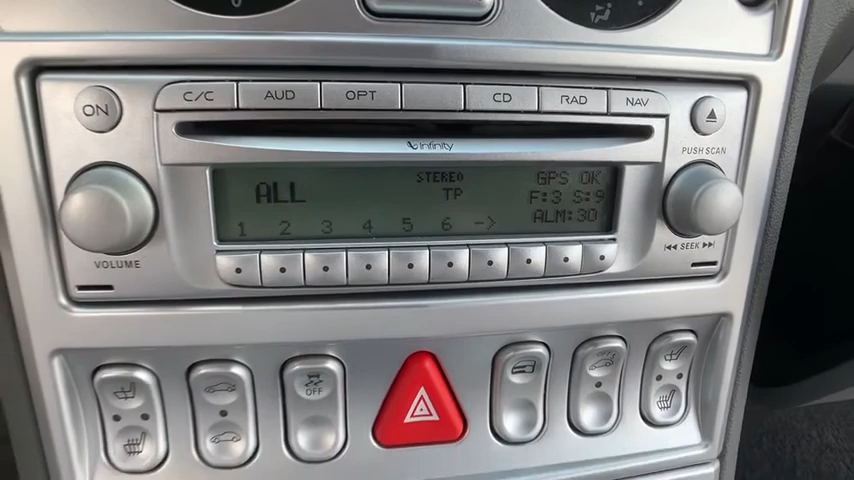 C/C AUD OPT CD RAD NAV
ON
Infinity
PUSH SCAN
ALL STEREO GPS OK
TP F:3 S:9
ALM:30
1 2 3 4 5 6 ->
VOLUME
SEEK
OFF
OFF